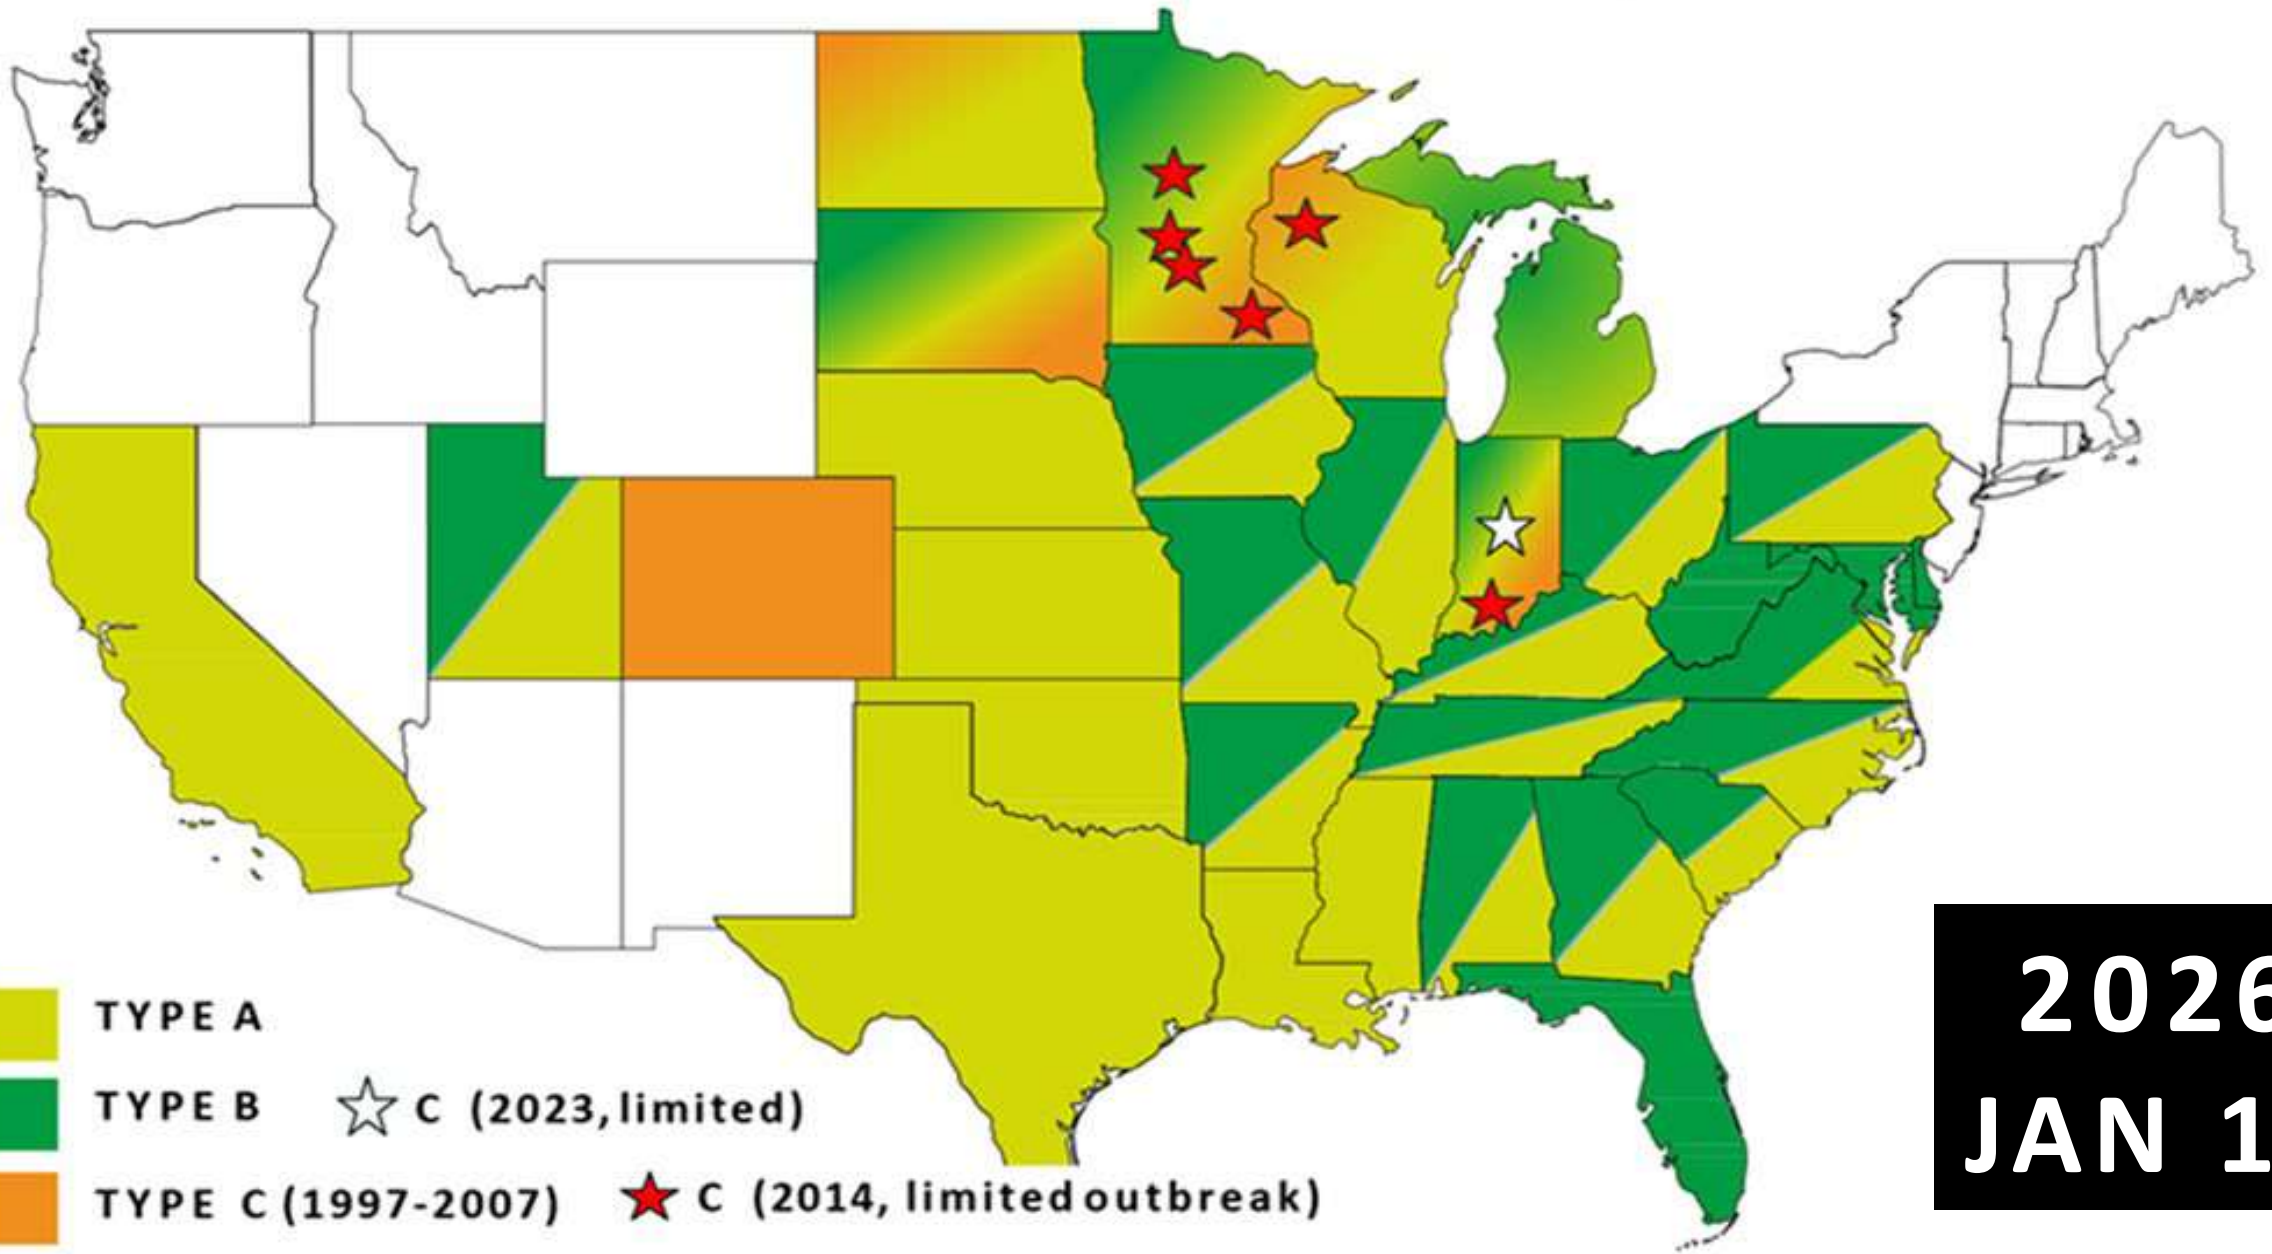 TYPE A
TYPE B
C (2023, limited)
TYPE C (1997-2007)
C (2014, limited outbreak)
2026
JAN 1